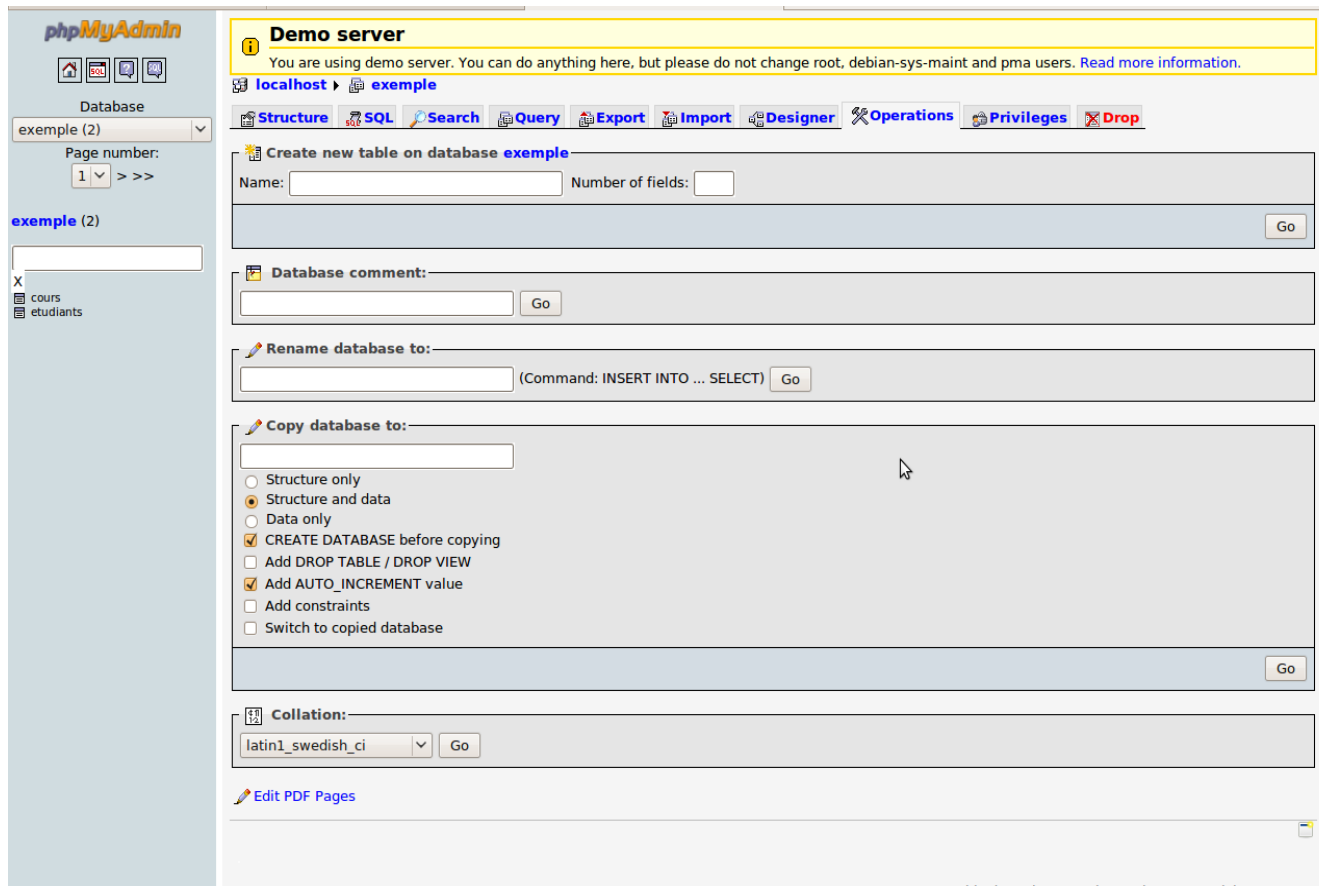 phpMyAdmin
Database
exemple (2)
Page number:
1 > >>
exemple (2)
X
cours
etudiants
Demo server
You are using demo server. You can do anything here, but please do not change root, debian-sys-maint and pma users. Read more information.
localhost exemple
Structure SQL Search Query Export Import Designer Operations Privileges Drop
Create new table on database exemple
Name: Number of fields:
Go
Database comment:
Go
Rename database to:
(Command: INSERT INTO ... SELECT) Go
Copy database to:
Structure only
Structure and data
Data only
CREATE DATABASE before copying
Add DROP TABLE / DROP VIEW
Add AUTO_INCREMENT value
Add constraints
Switch to copied database
Go
Collation:
latin1_swedish_ci Go
Edit PDF Pages